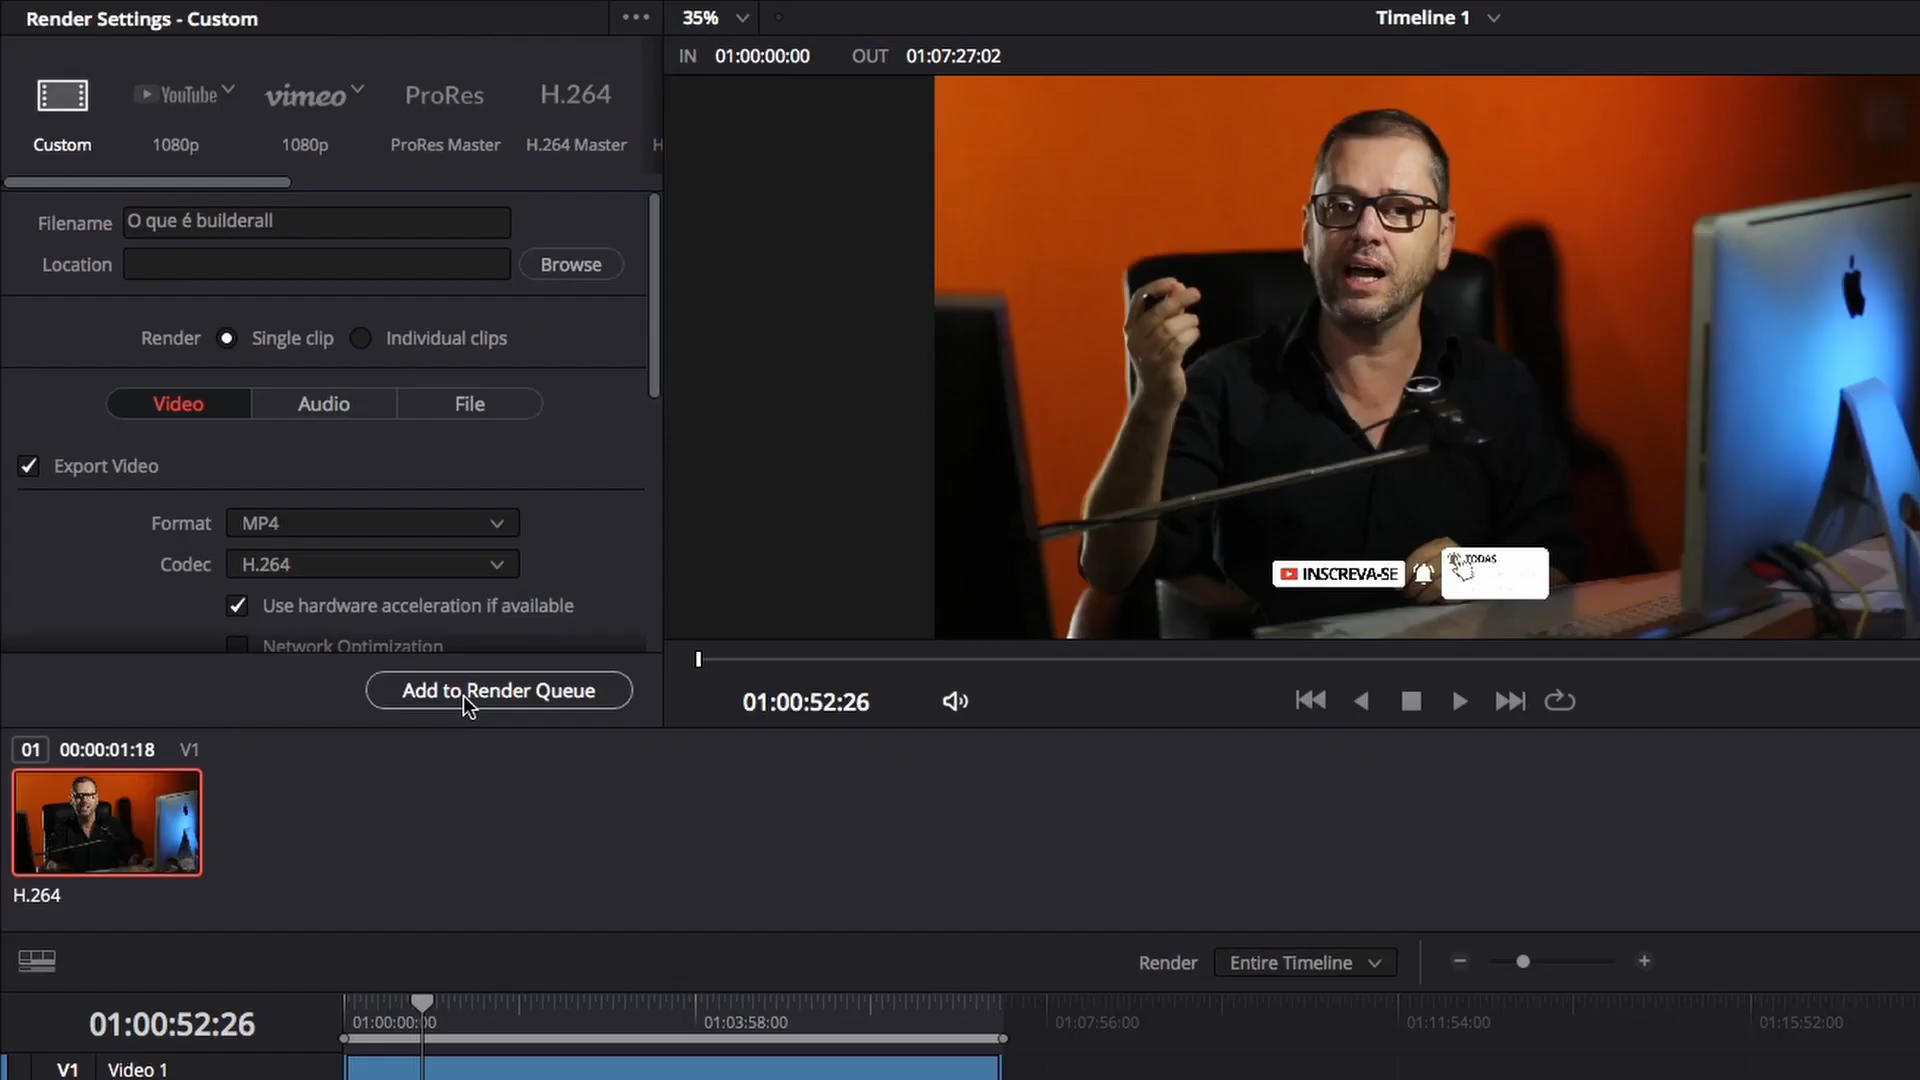 Render Settings - Custom
35%
Timeline 1
IN 01:00:00:00 OUT 01:07:27:02
YouTube vimeo ProRes H.264
Custom 1080p 1080p ProRes Master H.264 Master H
Filename O que é builderall
Location Browse
Render Single clip Individual clips
Video Audio File
Export Video
Format MP4
Codec H.264
Use hardware acceleration if available
Network Optimization
INSCREVA-SE
TODAS
Add to Render Queue
01:00:52:26
01 00:00:01:18 V1
H.264
Render Entire Timeline
01:00:52:26
01:00:00:00 01:03:58:00 01:07:56:00 01:11:54:00 01:15:52:00
V1 Video 1